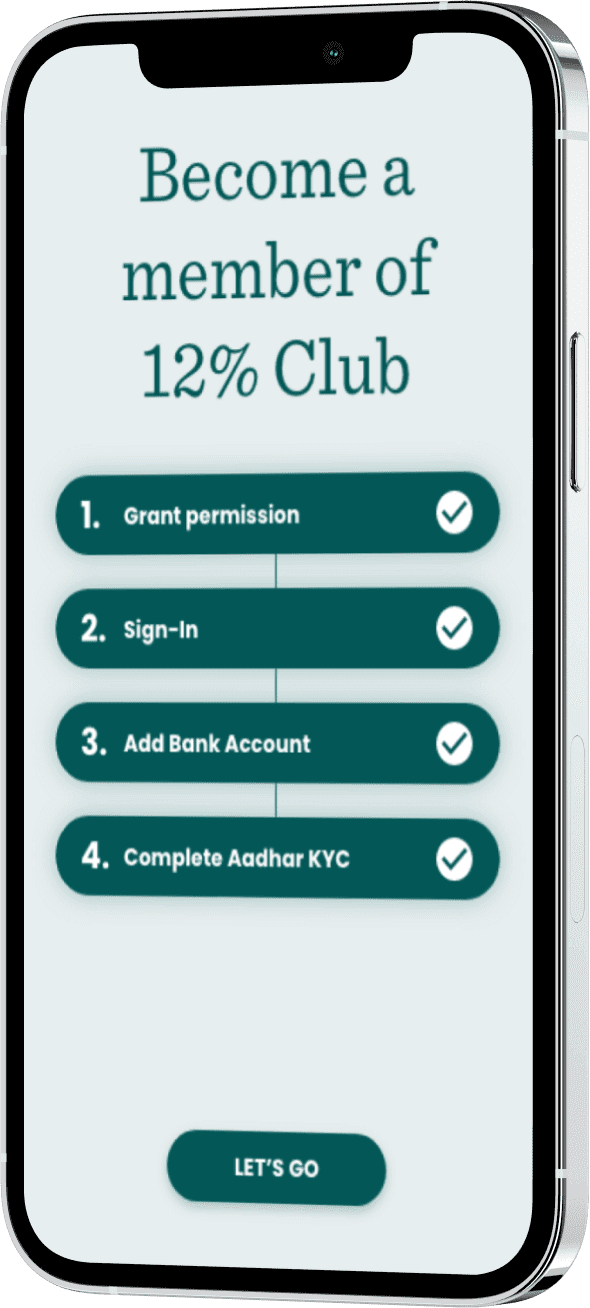 Become a
member of
12% Club
1. Grant permission
2. Sign-In
3. Add Bank Account
4. Complete Aadhar KYC
LET'S GO